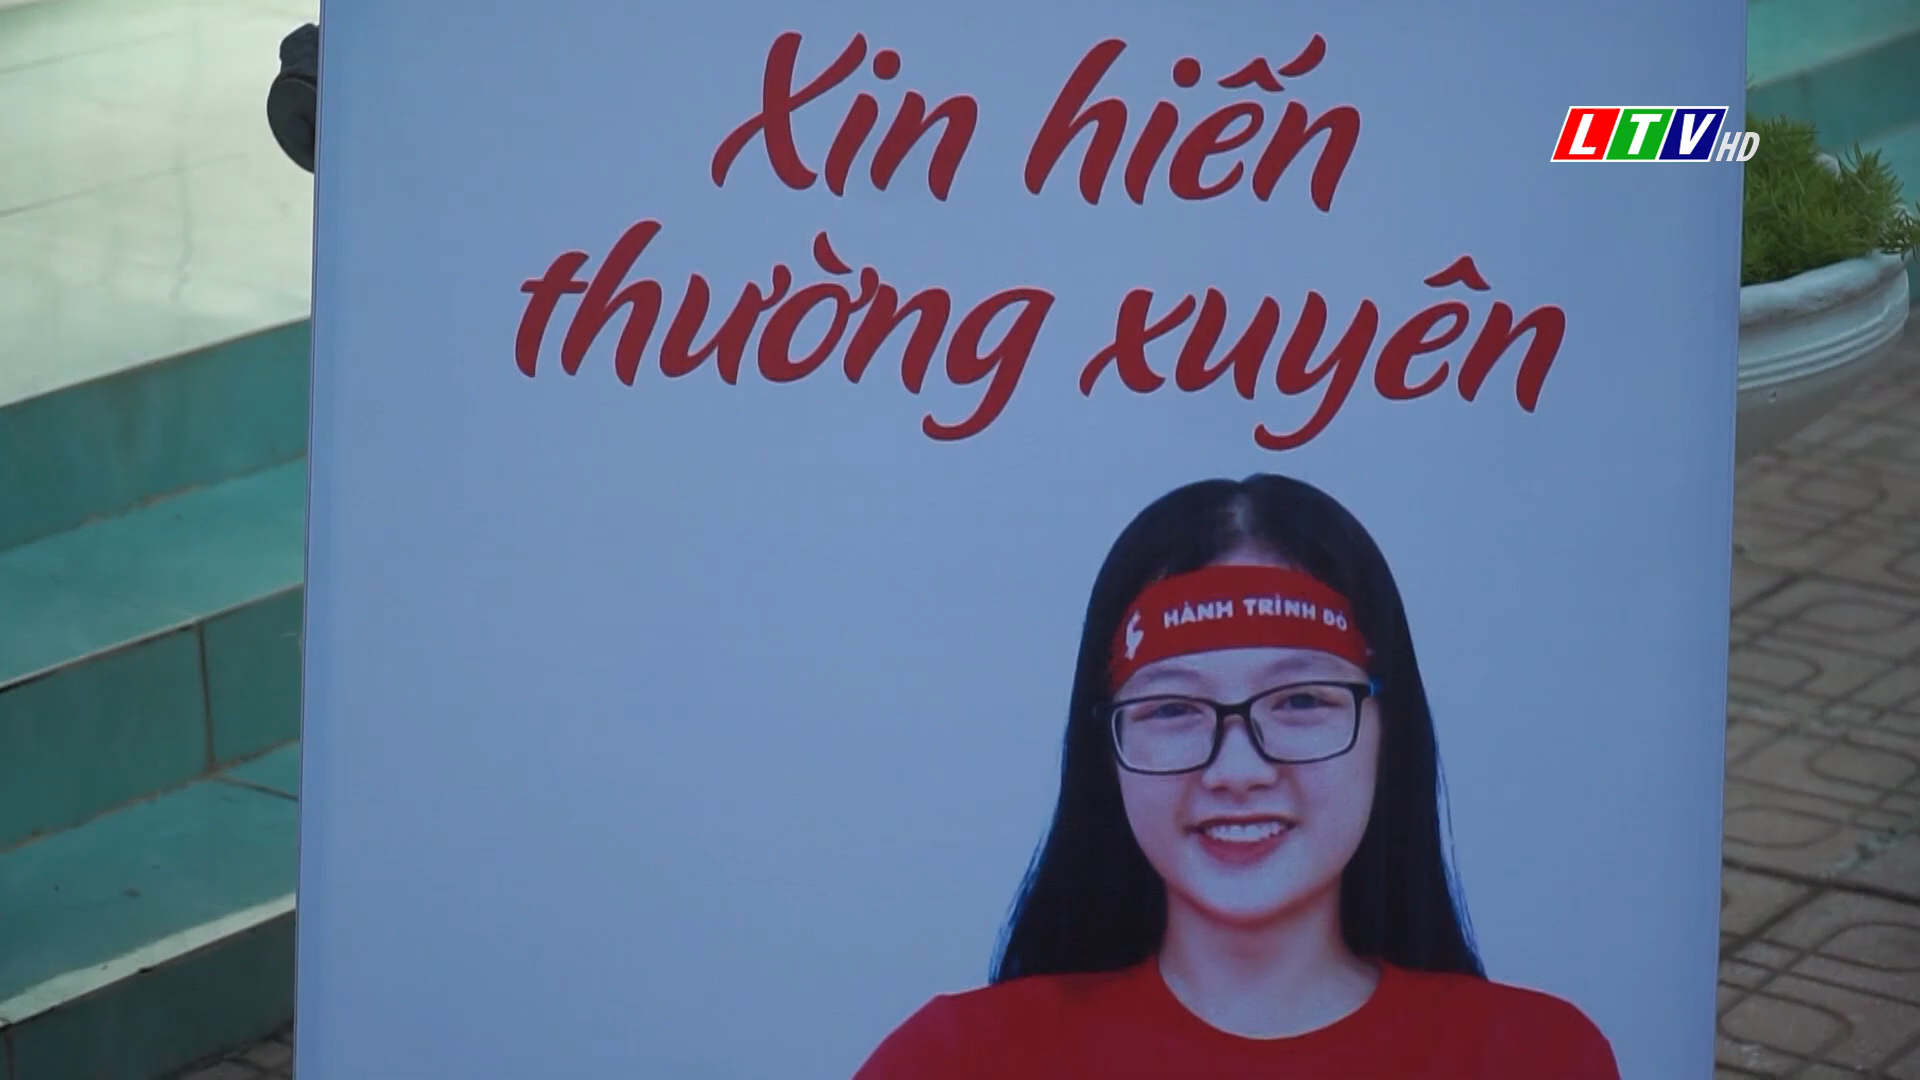 Xin hiến
LTV HD
thường xuyên
HÀNH TRÌNH ĐỎ